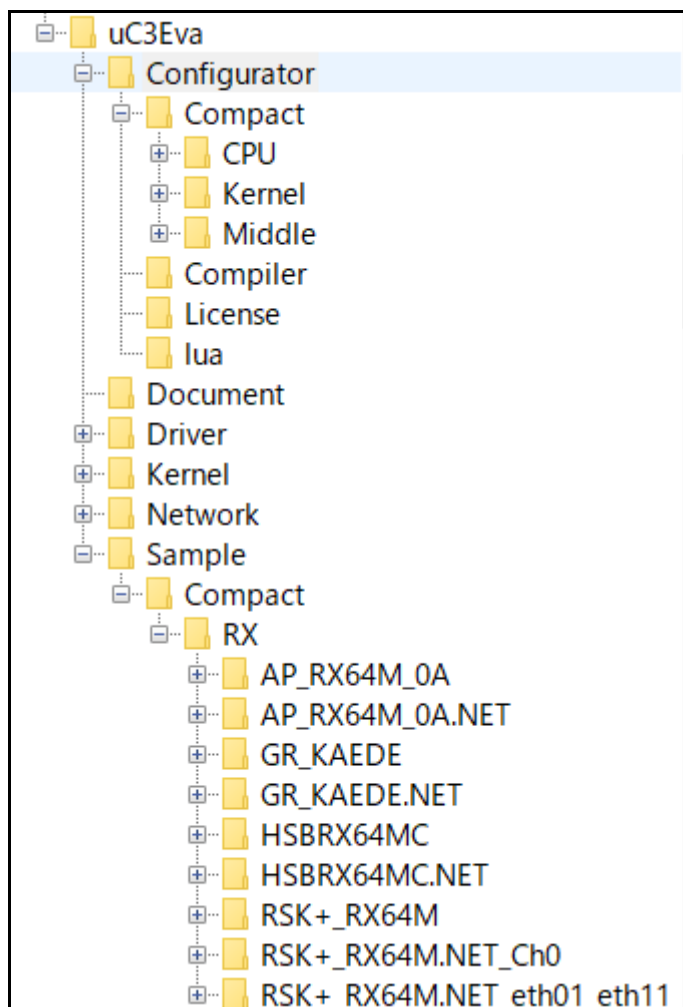 uC3Eva
Configurator
Compact
CPU
Kernel
Middle
Compiler
License
lua
Document
Driver
Kernel
Network
Sample
Compact
RX
AP_RX64M_0A
AP_RX64M_0A.NET
GR_KAEDE
GR_KAEDE.NET
HSBRX64MC
HSBRX64MC.NET
RSK+_RX64M
RSK+_RX64M.NET_Ch0
RSK+_RX64M.NET_eth01_eth11